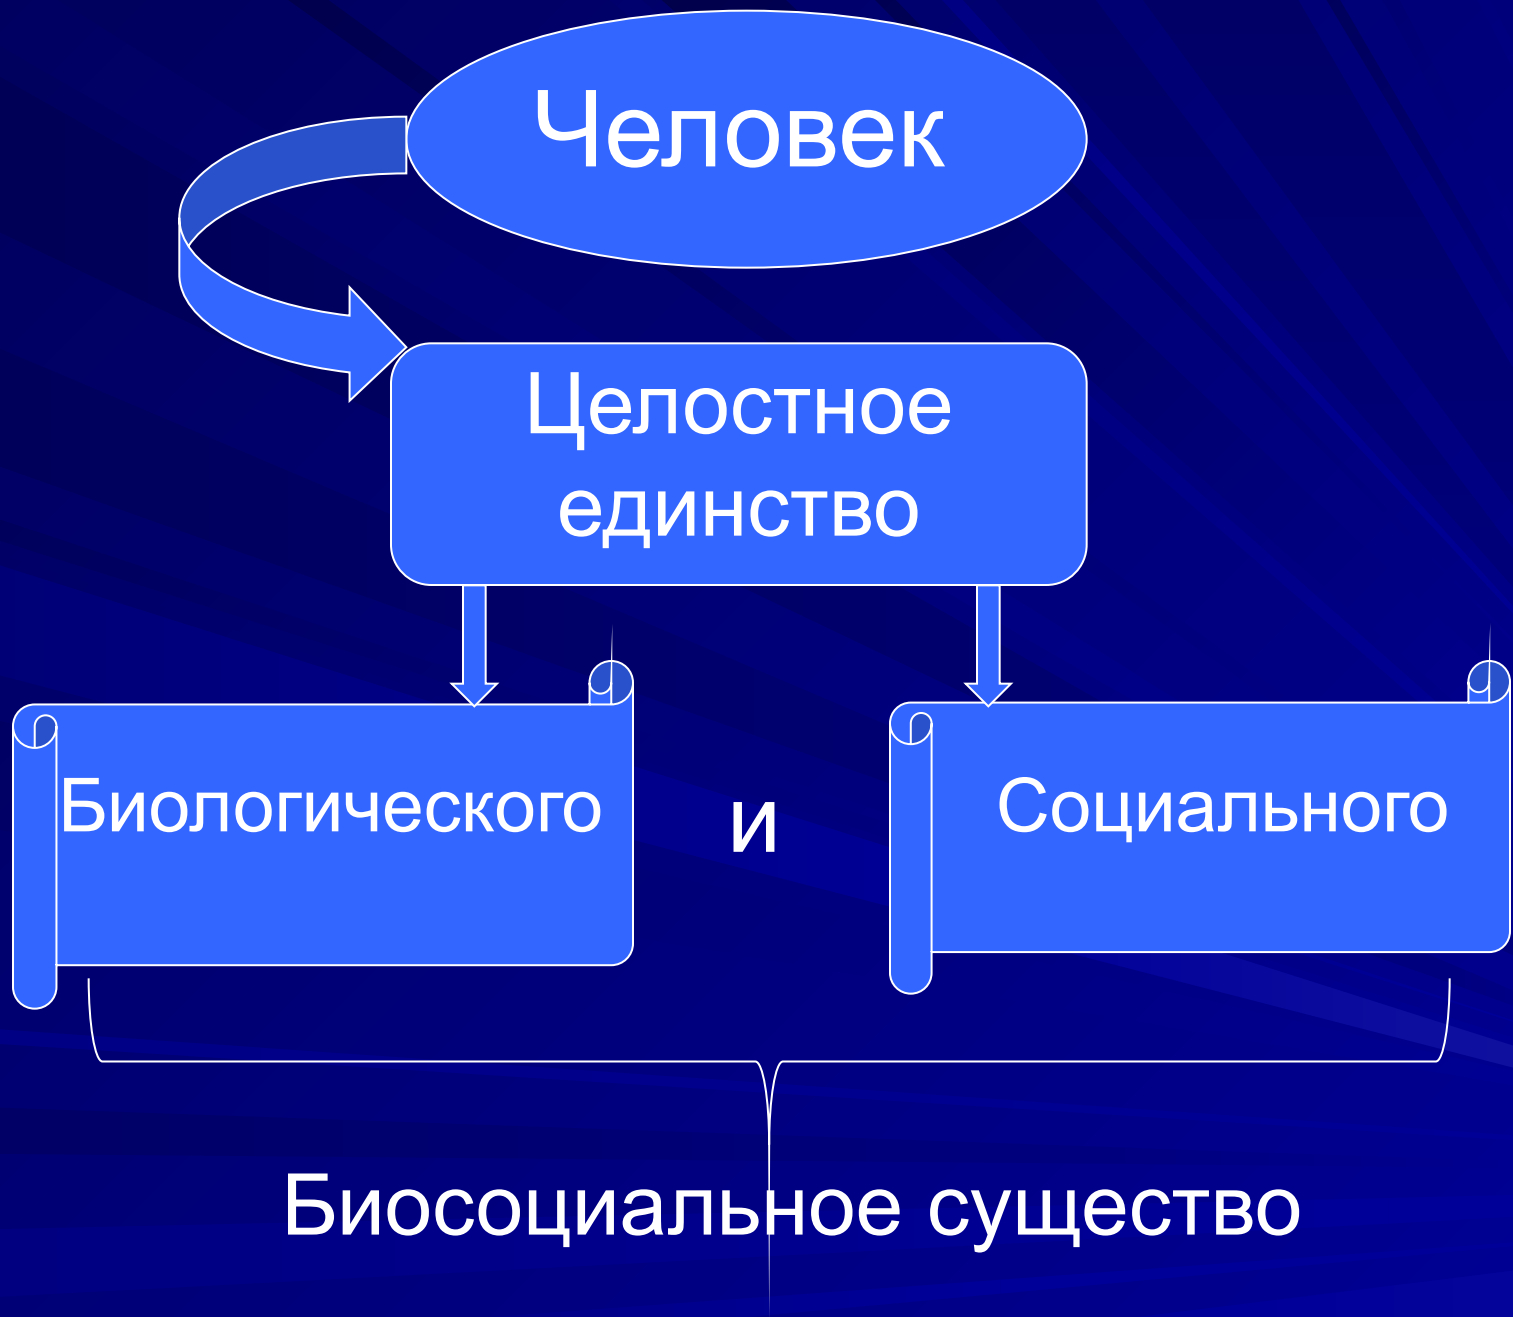 Человек
Целостное
единство
Биологического
и
Социального
Биосоциальное существо